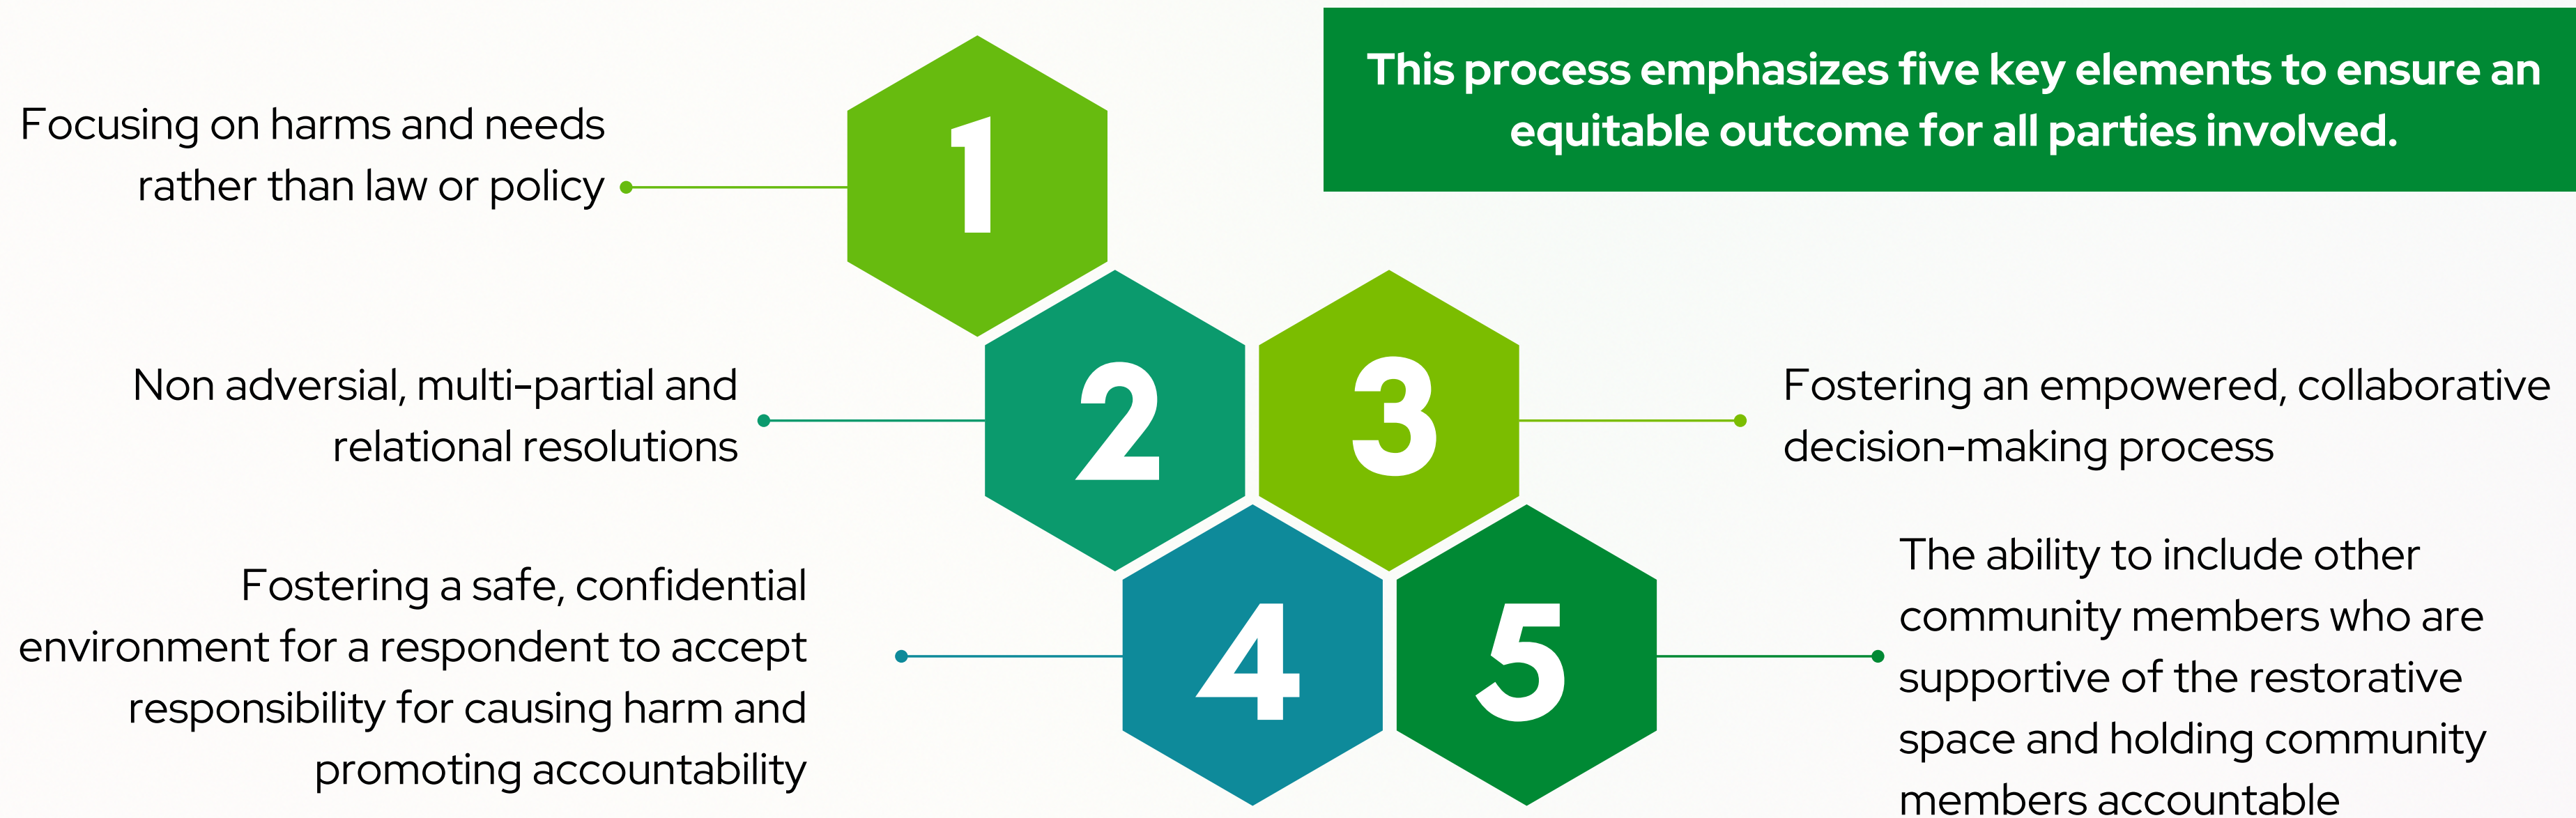 This process emphasizes five key elements to ensure an
equitable outcome for all parties involved.
1
Focusing on harms and needs
rather than law or policy
2
Non adversial, multi-partial and
relational resolutions
3
Fostering an empowered, collaborative
decision-making process
4
Fostering a safe, confidential
environment for a respondent to accept
responsibility for causing harm and
promoting accountability
5
The ability to include other
community members who are
supportive of the restorative
space and holding community
members accountable